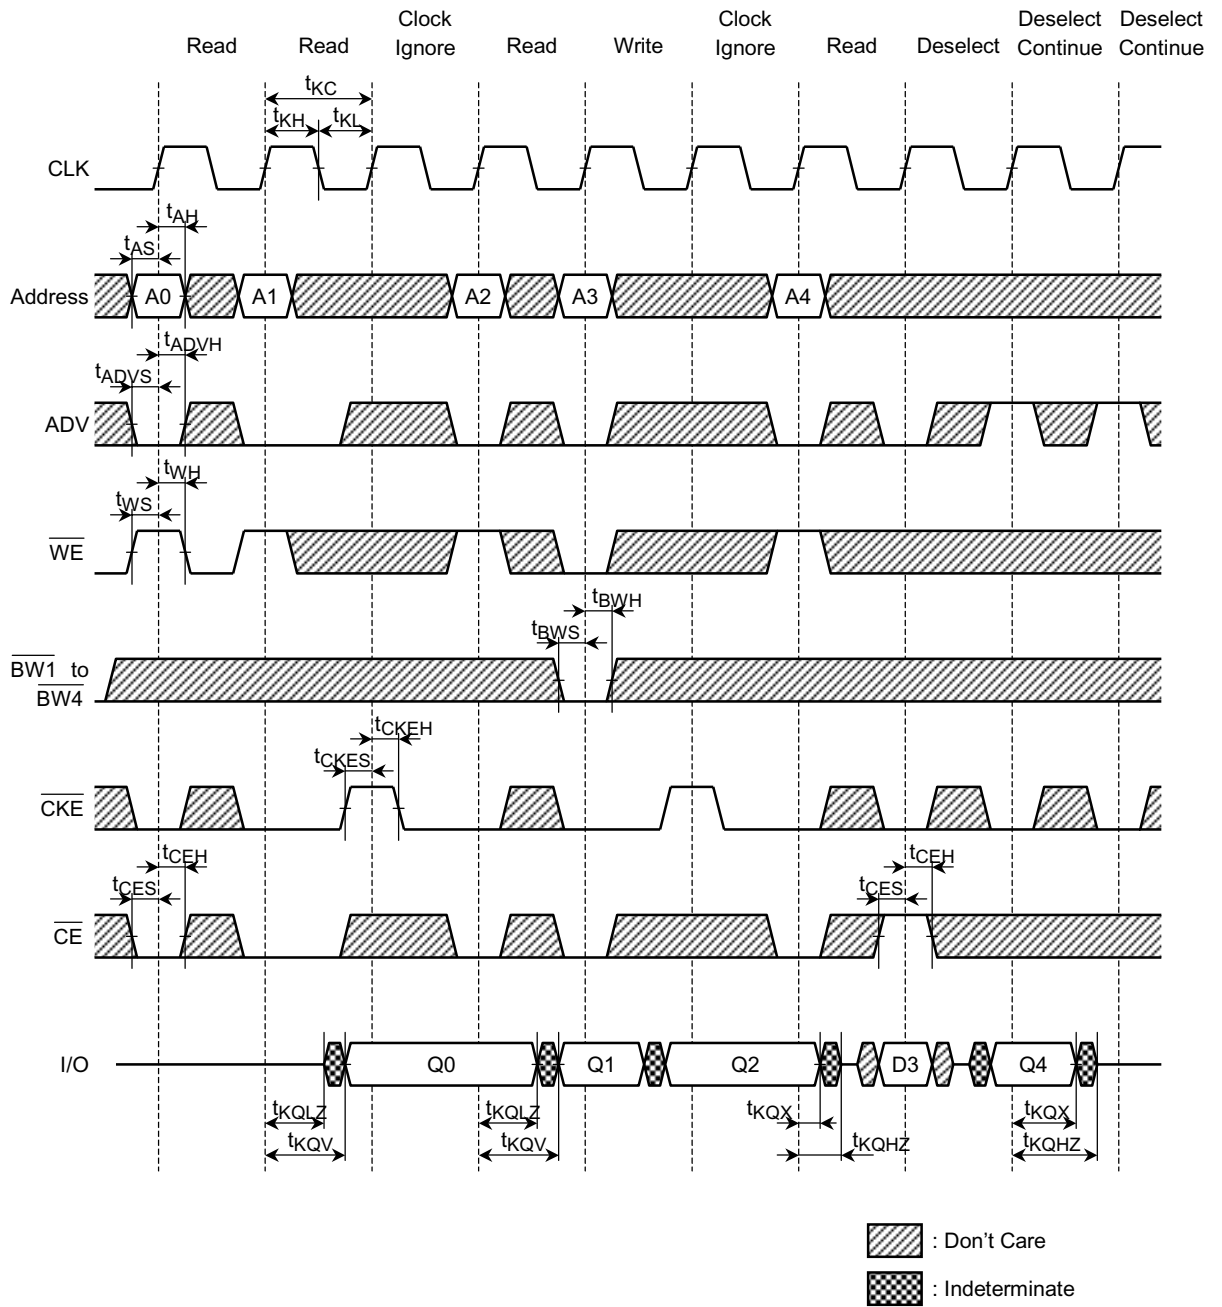 Read
Read
Clock
Ignore
Read
Write
Clock
Ignore
Read
Deselect
Deselect
Continue
Deselect
Continue
tKC
tKH
tKL
CLK
tAH
tAS
Address
A0
A1
A2
A3
A4
tADVH
tADVS
ADV
tWH
tWS
WE
tBWH
tBWS
BW1 to
BW4
tCKEH
tCKES
CKE
tCEH
tCES
tCEH
tCES
CE
I/O
Q0
Q1
Q2
D3
Q4
tKQLZ
tKQLZ
tKQX
tKQX
tKQV
tKQV
tKQHZ
tKQHZ
: Don't Care
: Indeterminate